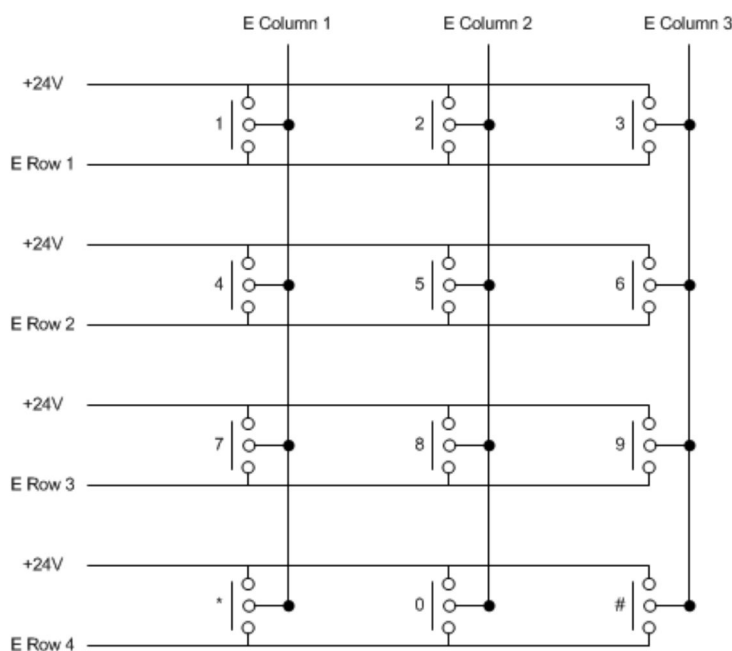 E Column 1 E Column 2 E Column 3
+24V
1 2 3
E Row 1
+24V
4 5 6
E Row 2
+24V
7 8 9
E Row 3
+24V
* 0 #
E Row 4